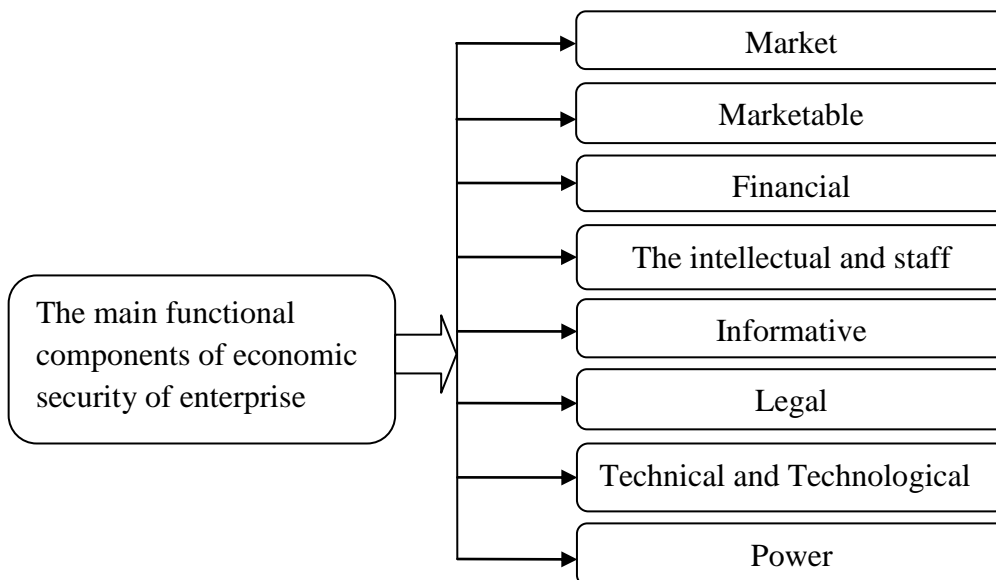 Market
Marketable
Financial
The intellectual and staff
The main functional
components of economic
security of enterprise
Informative
Legal
Technical and Technological
Power